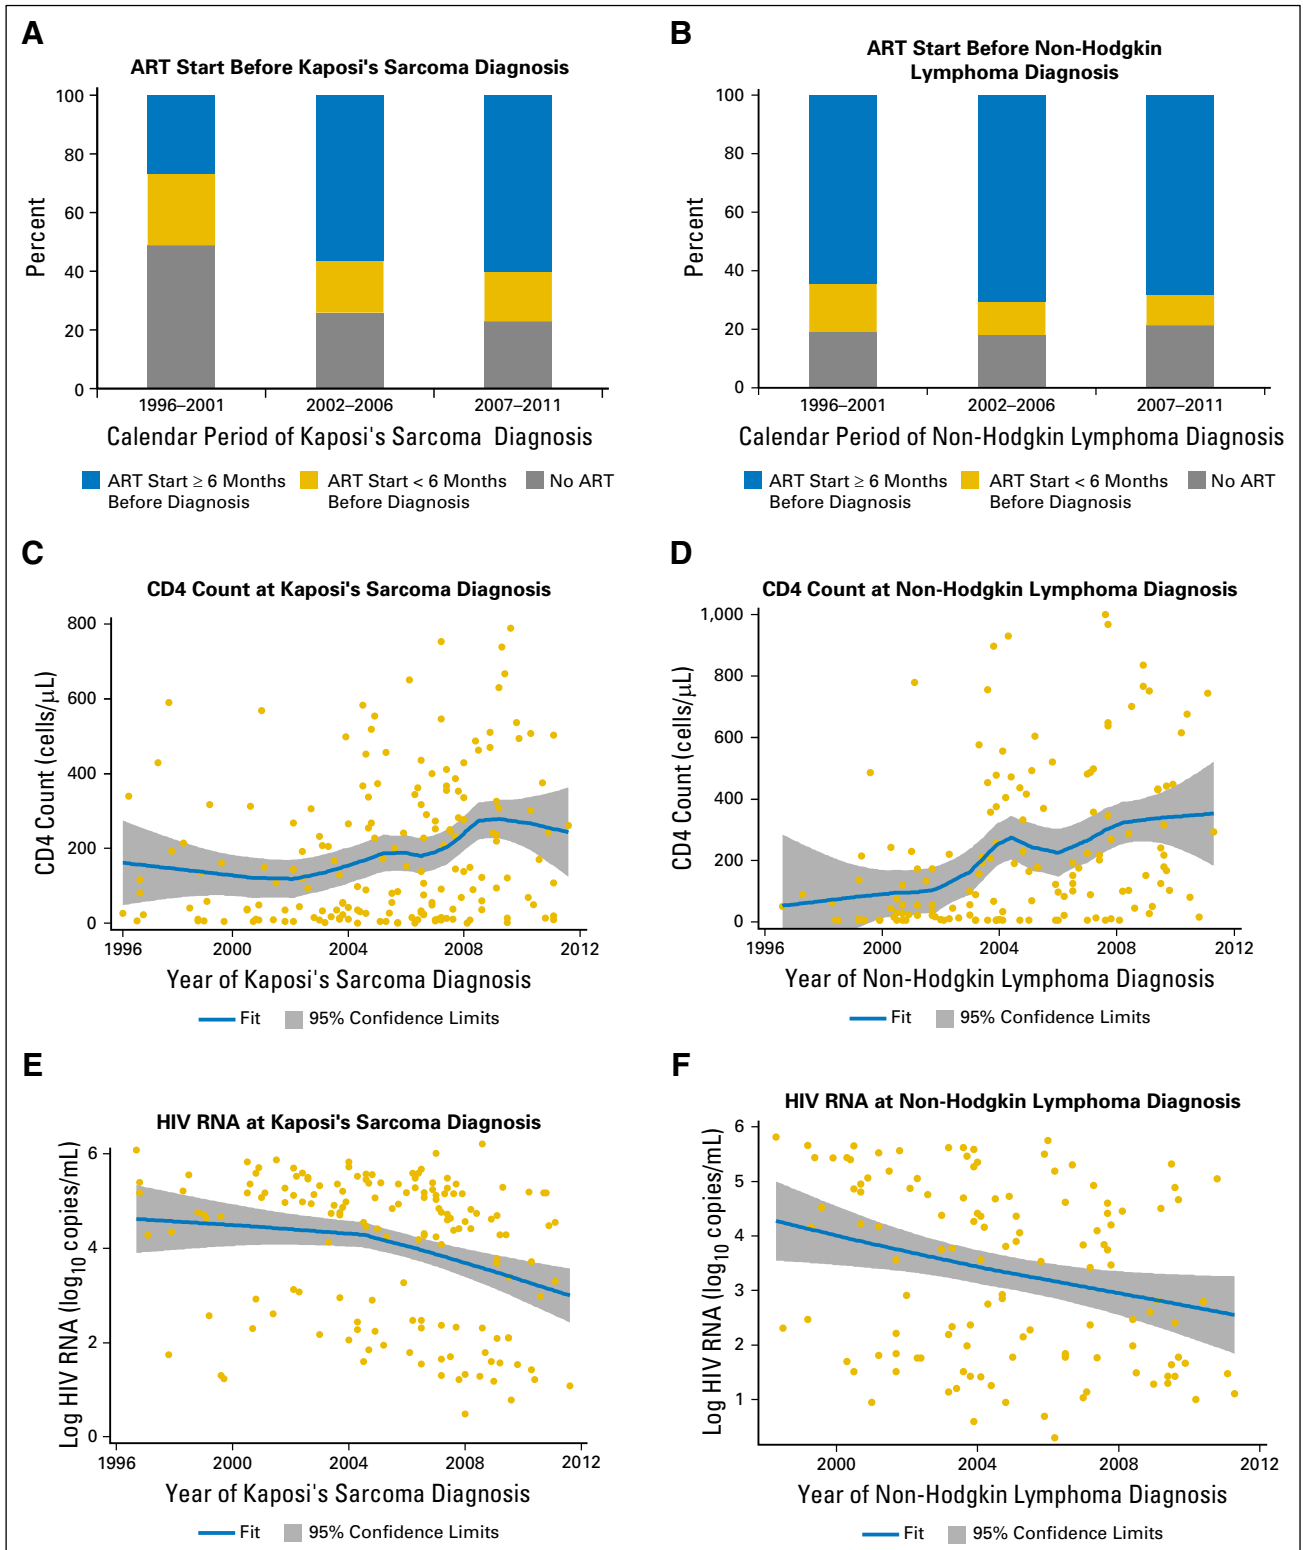 A
ART Start Before Kaposi's Sarcoma Diagnosis
Percent
100
80
60
40
20
0
1996–2001
2002–2006
2007–2011
Calendar Period of Kaposi's Sarcoma Diagnosis
ART Start ≥ 6 Months
Before Diagnosis
ART Start < 6 Months
Before Diagnosis
No ART
B
ART Start Before Non-Hodgkin
Lymphoma Diagnosis
Percent
100
80
60
40
20
0
1996–2001
2002–2006
2007–2011
Calendar Period of Non-Hodgkin Lymphoma Diagnosis
ART Start ≥ 6 Months
Before Diagnosis
ART Start < 6 Months
Before Diagnosis
No ART
C
CD4 Count at Kaposi's Sarcoma Diagnosis
CD4 Count (cells/μL)
800
600
400
200
0
1996
2000
2004
2008
2012
Year of Kaposi's Sarcoma Diagnosis
Fit
95% Confidence Limits
D
CD4 Count at Non-Hodgkin Lymphoma Diagnosis
CD4 Count (cells/μL)
1,000
800
600
400
200
0
1996
2000
2004
2008
2012
Year of Non-Hodgkin Lymphoma Diagnosis
Fit
95% Confidence Limits
E
HIV RNA at Kaposi's Sarcoma Diagnosis
Log HIV RNA (log10 copies/mL)
6
4
2
0
1996
2000
2004
2008
2012
Year of Kaposi's Sarcoma Diagnosis
Fit
95% Confidence Limits
F
HIV RNA at Non-Hodgkin Lymphoma Diagnosis
Log HIV RNA (log10 copies/mL)
6
5
4
3
2
1
2000
2004
2008
2012
Year of Non-Hodgkin Lymphoma Diagnosis
Fit
95% Confidence Limits